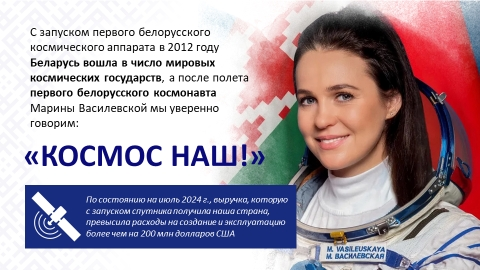 С запуском первого белорусского
космического аппарата в 2012 году
Беларусь вошла в число мировых
космических государств, а после полета
первого белорусского космонавта
Марины Василевской мы уверенно
говорим:
«КОСМОС НАШ!»
По состоянию на июль 2024 г., выручка, которую
с запуском спутника получила наша страна,
превысила расходы на создание и эксплуатацию
более чем на 200 млн долларов США
M. VASILEUSKAYA
М. ВАСИЛЕВСКАЯ